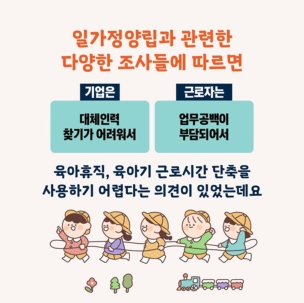 일가정양립과 관련한
다양한 조사들에 따르면
기업은
대체인력
찾기가 어려워서
근로자는
업무공백이
부담되어서
육아휴직, 육아기 근로시간 단축을
사용하기 어렵다는 의견이 있었는데요